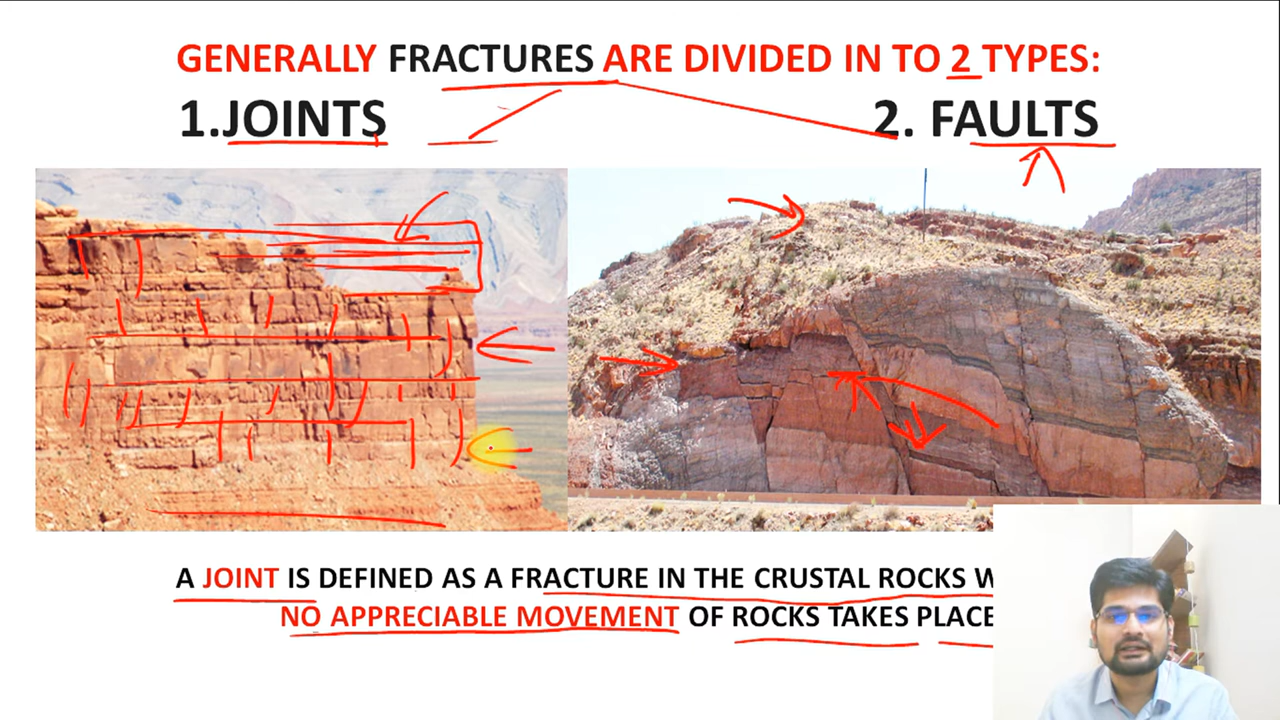 GENERALLY FRACTURES ARE DIVIDED IN TO 2 TYPES:
1.JOINTS
2. FAULTS
A JOINT IS DEFINED AS A FRACTURE IN THE CRUSTAL ROCKS
NO APPRECIABLE MOVEMENT OF ROCKS TAKES PLACE